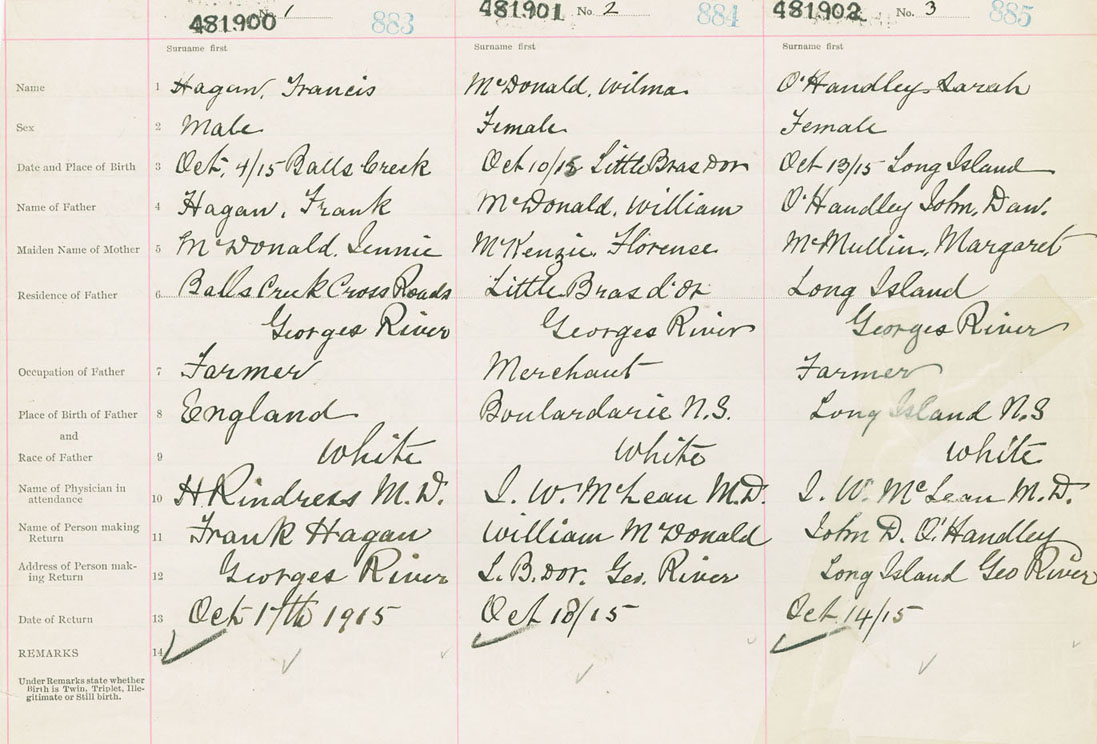 481900 No. 1 883 481901 No. 2 884 481902 No. 3 885
Surname first Surname first Surname first
Name 1 Hagan, Francis McDonald, Wilma O'Handley Sarah
Sex 2 Male Female Female
Date and Place of Birth 3 Oct, 4/15 Balls Creek Oct 10/15 Little Bras Dor Oct 13/15 Long Island
Name of Father 4 Hagan, Frank McDonald, William O'Handley John, Dan.
Maiden Name of Mother 5 McDonald, Jennie McKenzie Florense McMullin, Margaret
Residence of Father 6 Balls Creek Cross Roads Little Bras d'Or Long Island
Georges River Georges River Georges River
Occupation of Father 7 Farmer Merchant Farmer
Place of Birth of Father 8 England Boulardarie N.S. Long Island N.S
and
Race of Father 9 White White White
Name of Physician in
attendance 10 H Rindress M.D. J. W. McLean M.D. J. W. McLean M.D.
Name of Person making
Return 11 Frank Hagan William McDonald John D. O'Handley
Address of Person mak-
ing Return 12 Georges River L.B.Dor. Geo. River Long Island Geo River
Date of Return 13 Oct 17th 1915 Oct 18/15 Oct 14/15
REMARKS 14
Under Remarks state whether
Birth is Twin, Triplet, Ille-
gitimate or Still birth.